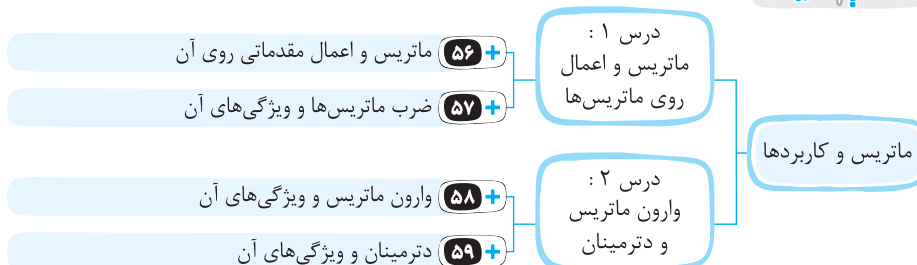 ماتریس و کاربردها
درس ۱ :
ماتریس و اعمال
روی ماتریس‌ها
۵۶ ماتریس و اعمال مقدماتی روی آن
۵۷ ضرب ماتریس‌ها و ویژگی‌های آن
درس ۲ :
وارون ماتریس
و دترمینان
۵۸ وارون ماتریس و ویژگی‌های آن
۵۹ دترمینان و ویژگی‌های آن